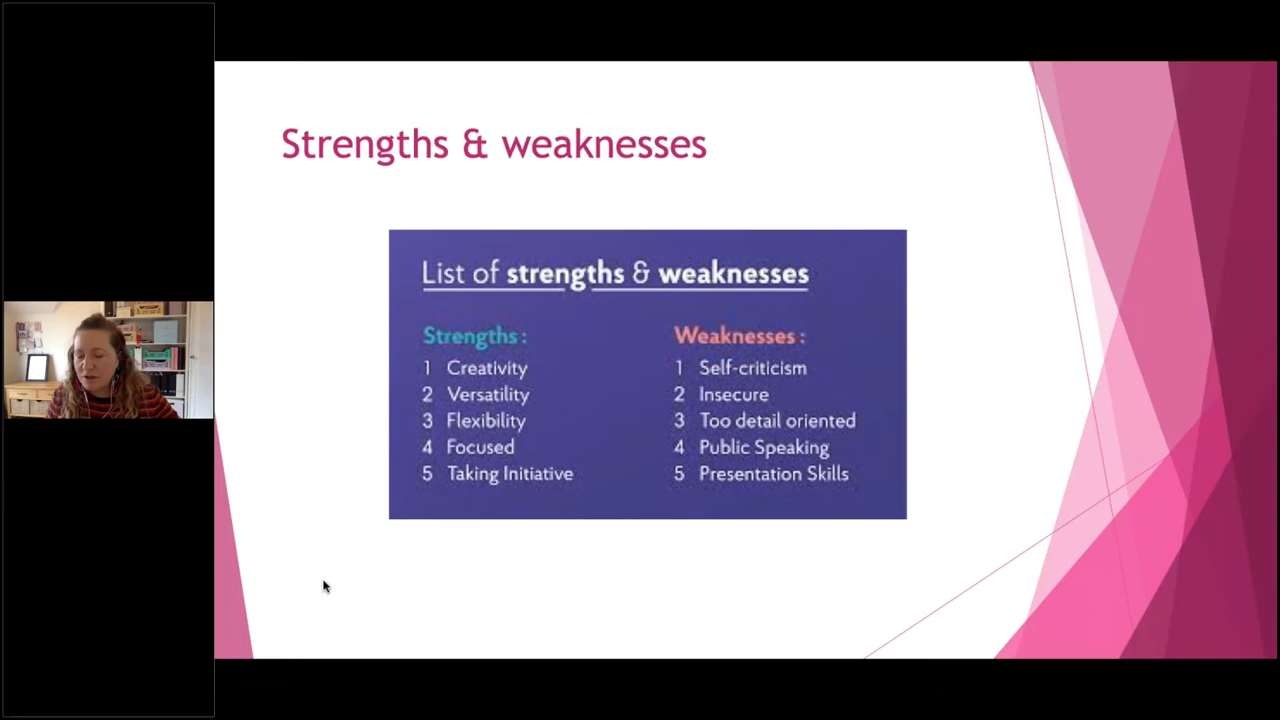 Strengths & weaknesses
List of strengths & weaknesses
Strengths:
1 Creativity
2 Versatility
3 Flexibility
4 Focused
5 Taking Initiative
Weaknesses:
1 Self-criticism
2 Insecure
3 Too detail oriented
4 Public Speaking
5 Presentation Skills